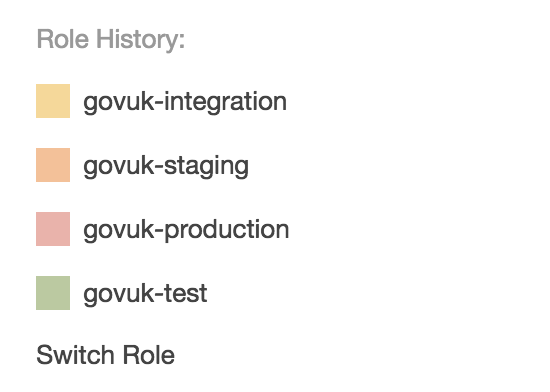 Role History:
govuk-integration
govuk-staging
govuk-production
govuk-test
Switch Role